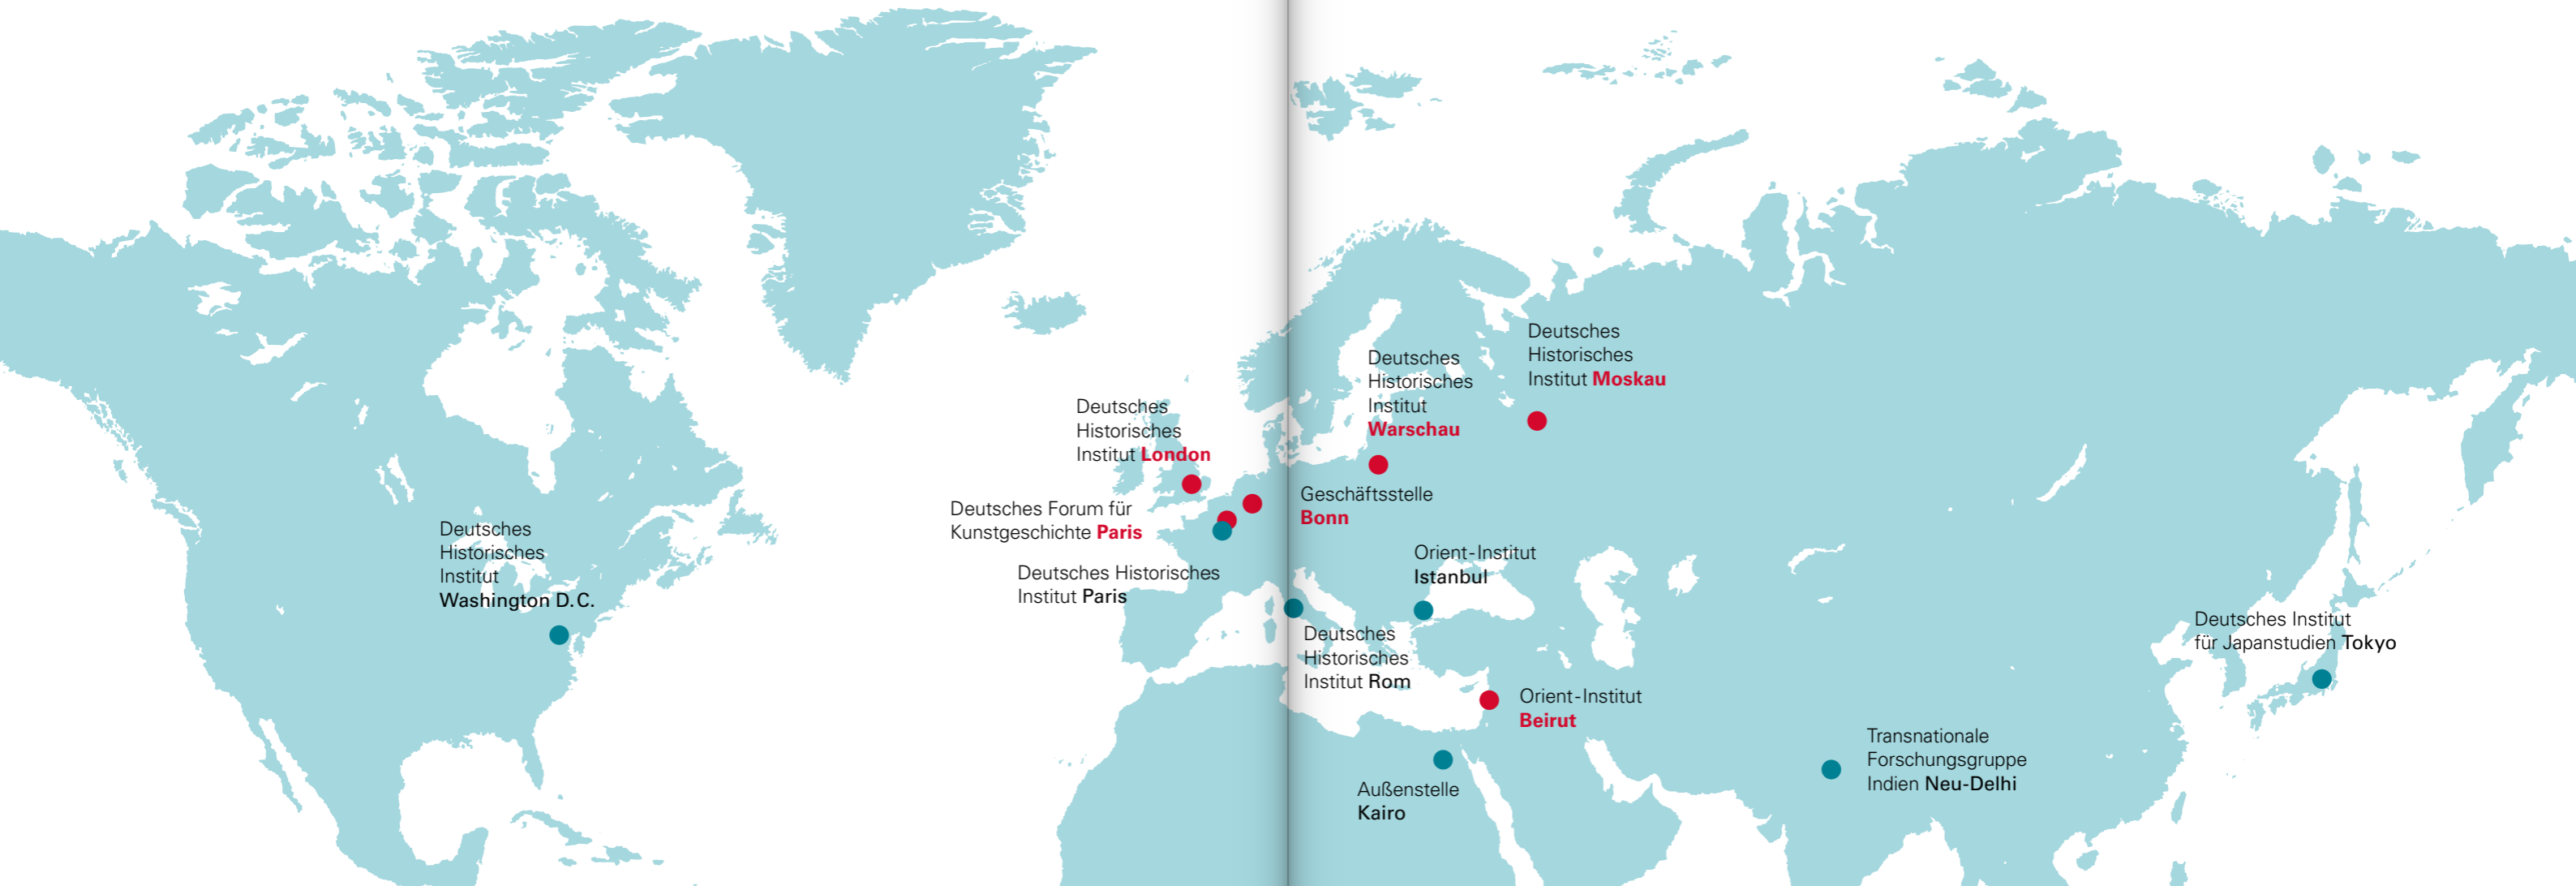 Deutsches
Historisches
Institut
Washington D.C.
Deutsches
Historisches
Institut London
Deutsches Forum für
Kunstgeschichte Paris
Deutsches Historisches
Institut Paris
Deutsches
Historisches
Institut
Warschau
Deutsches
Historisches
Institut Moskau
Geschäftsstelle
Bonn
Orient-Institut
Istanbul
Deutsches
Historisches
Institut Rom
Orient-Institut
Beirut
Außenstelle
Kairo
Transnationale
Forschungsgruppe
Indien Neu-Delhi
Deutsches Institut
für Japanstudien Tokyo